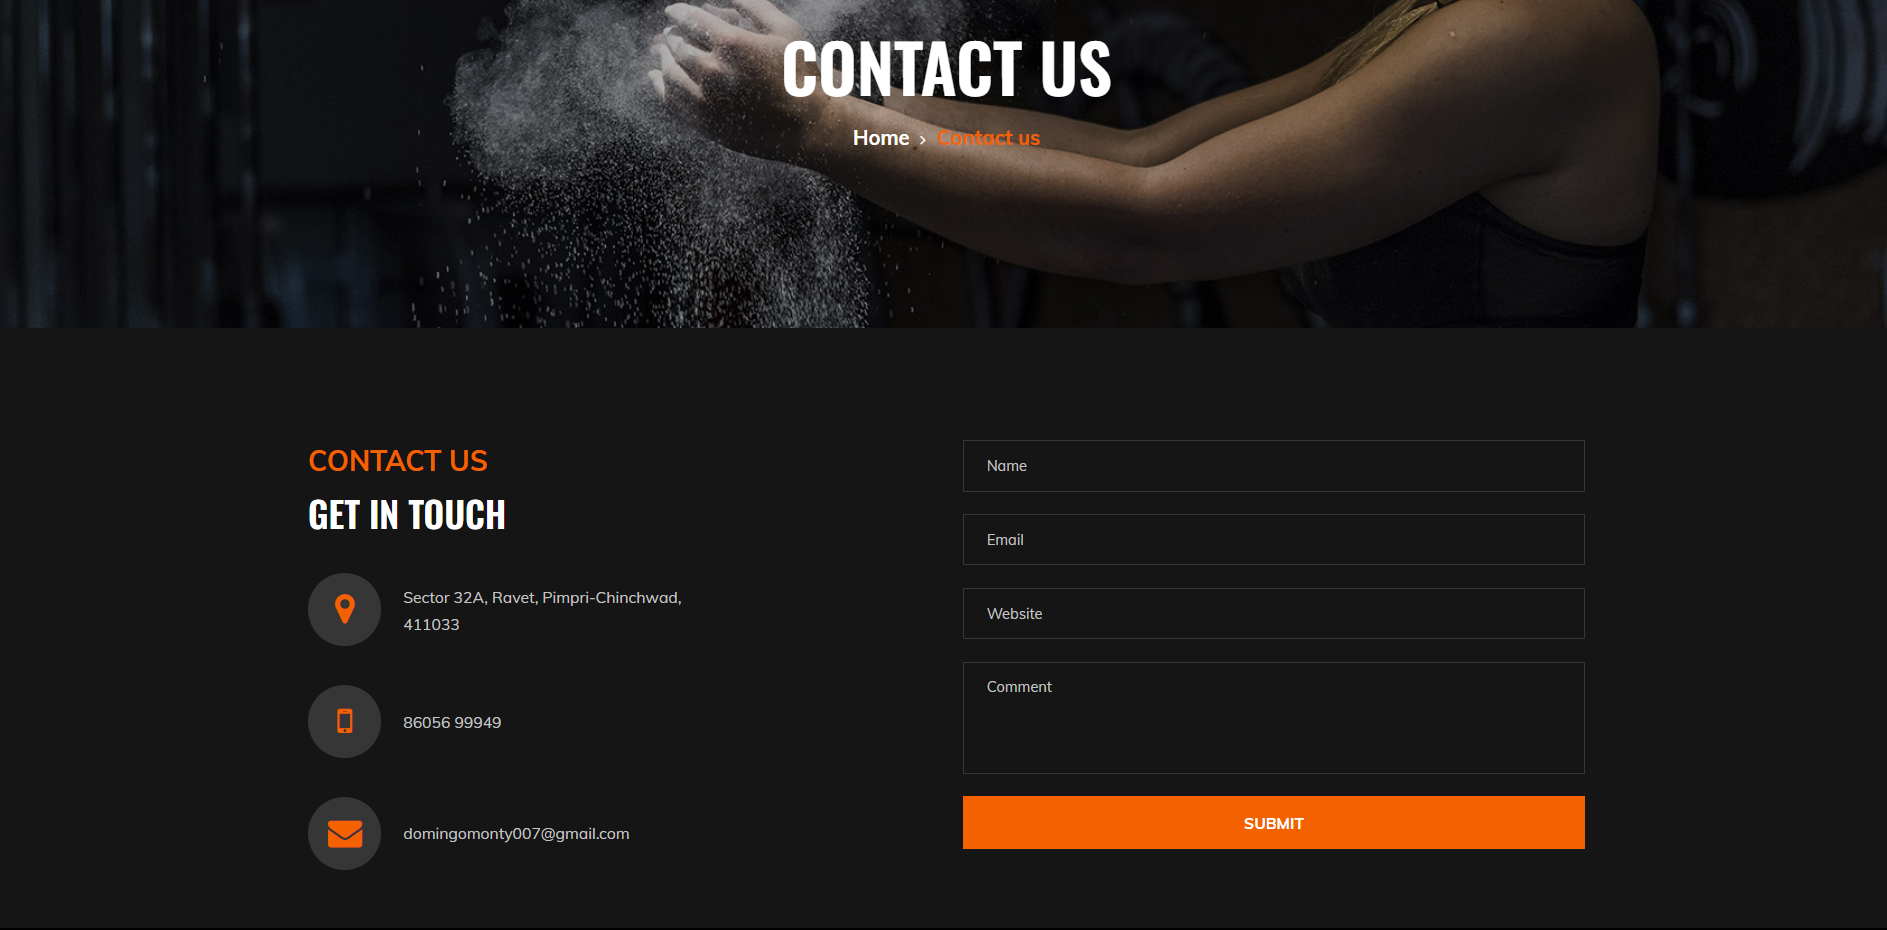 CONTACT US
Home › Contact us
CONTACT US
GET IN TOUCH
Sector 32A, Ravet, Pimpri-Chinchwad,
411033
86056 99949
domingomonty007@gmail.com
Name
Email
Website
Comment
SUBMIT